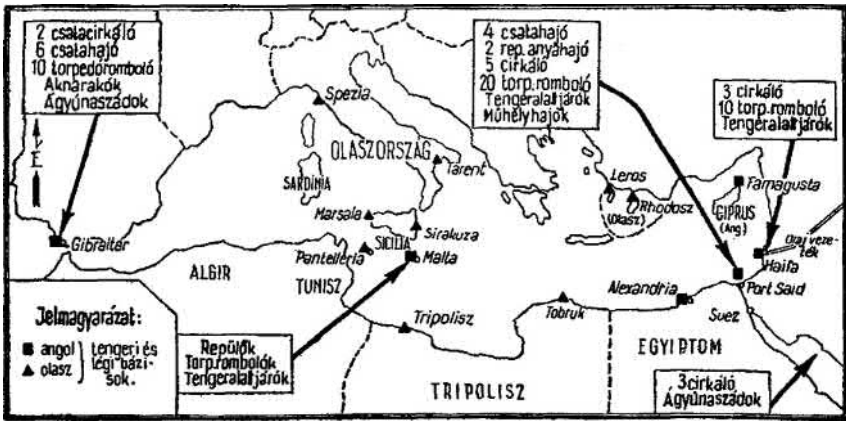 2 csatacirkáló
6 csatahajó
10 torpedóromboló
Aknarakók
Ágyúnaszádok
4 csatahajó
2 rep.anyahajó
5 cirkáló
20 torp.romboló
Tengeralattjárók
Műhelyhajók
3 cirkáló
10 torp.romboló
Tengeralattjárók
Spezia
OLASZORSZÁG
SARDINIA
Tarent
Leros
Rhodosz
(Olasz)
Famagusta
CIPRUS
(Ang)
Olajveze-
ték
Haifa
Marsala
Sirakuza
SICILIA
Pantelleria
Malta
Gibraltar
ALGIR
TUNISZ
Tripolisz
Tobruk
Alexandria
Port Said
Suez
EGYIPTOM
TRIPOLISZ
Jelmagyarázat:
angol
olasz
tengeri és
légi bázi-
sok.
Repülők
Torp.rombolók
Tengeralattjárók
3 cirkáló
Ágyúnaszádok